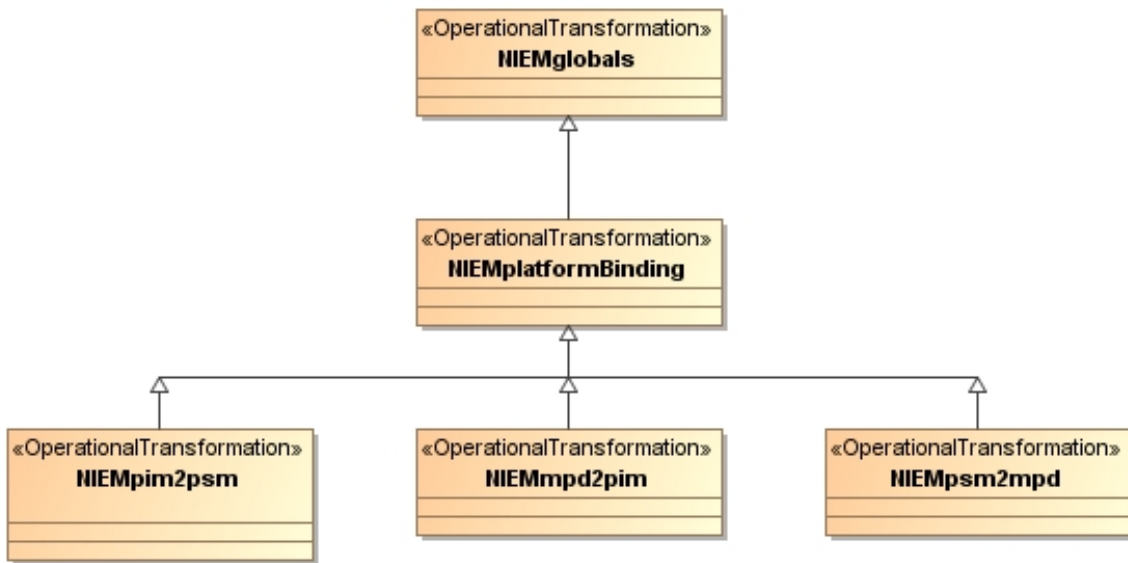 «OperationalTransformation»
NIEMglobals
«OperationalTransformation»
NIEMplatformBinding
«OperationalTransformation»
NIEMpim2psm
«OperationalTransformation»
NIEMmpd2pim
«OperationalTransformation»
NIEMpsm2mpd